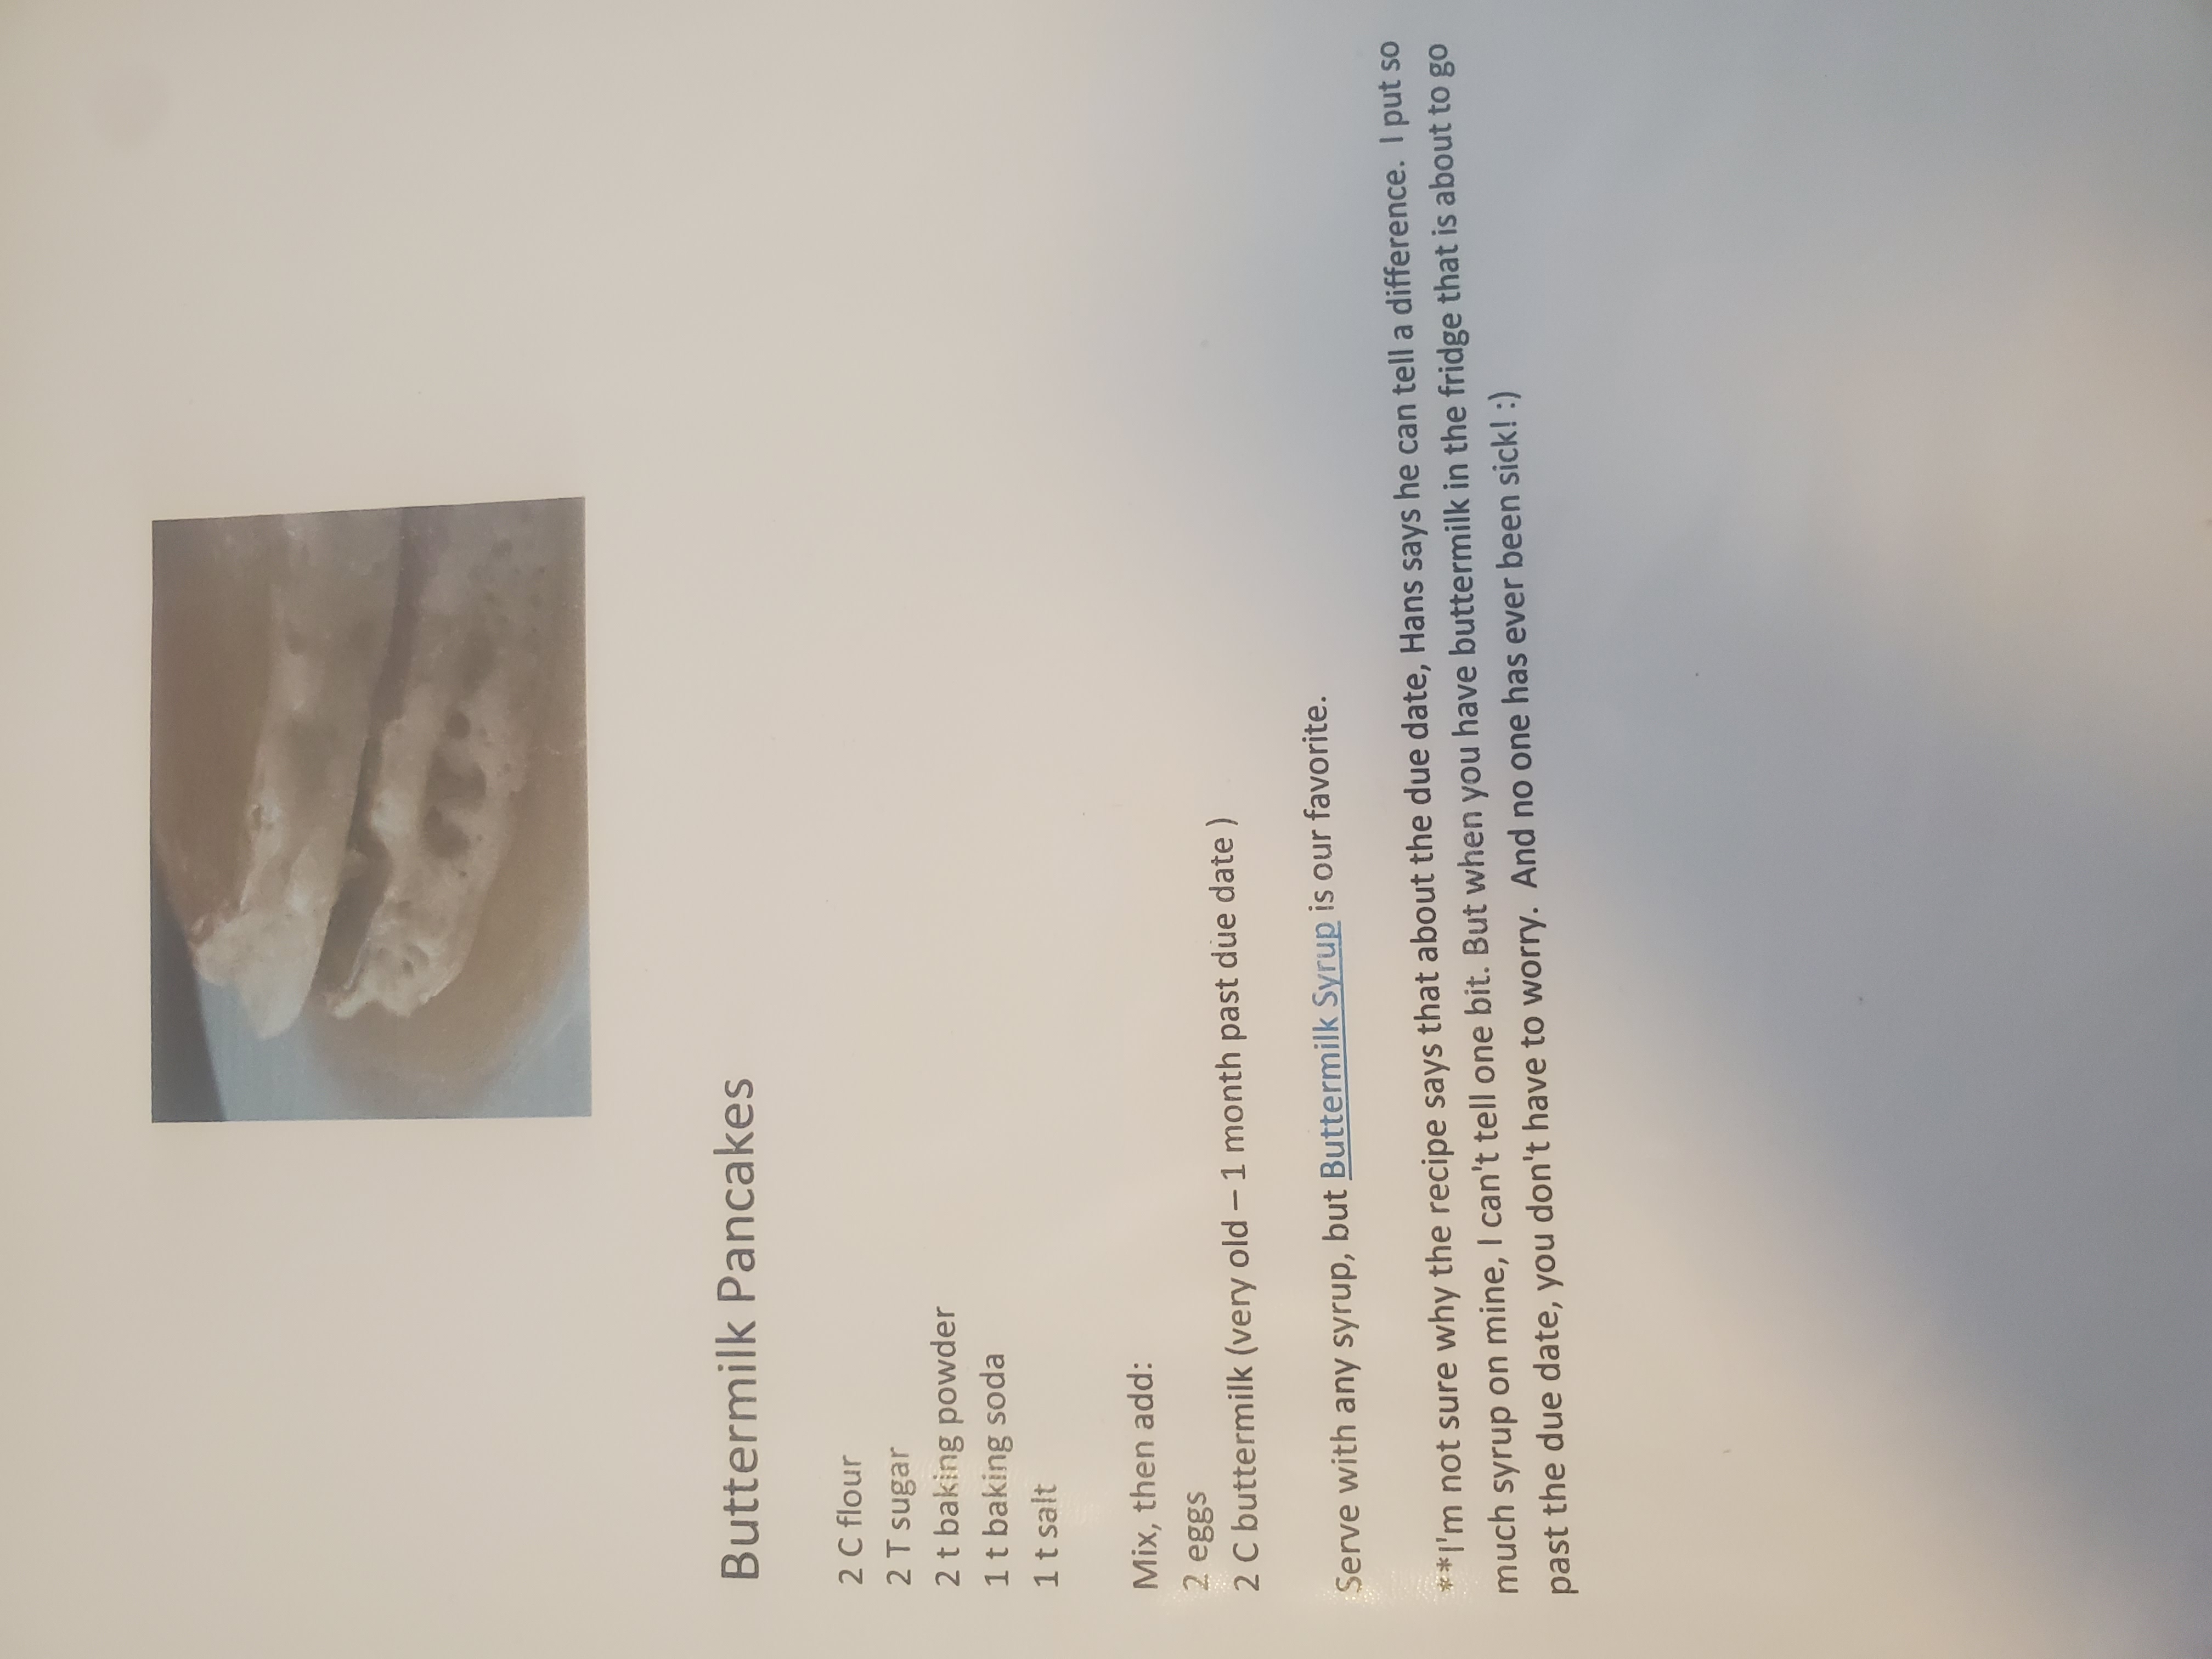 Buttermilk Pancakes
2 C flour
2 T sugar
2 t baking powder
1 t baking soda
1 t salt
Mix, then add:
2 eggs
2 C buttermilk (very old – 1 month past due date )
Serve with any syrup, but Buttermilk Syrup is our favorite.
**I'm not sure why the recipe says that about the due date, Hans says he can tell a difference.  I put so
much syrup on mine, I can't tell one bit. But when you have buttermilk in the fridge that is about to go
past the due date, you don't have to worry.  And no one has ever been sick! :)